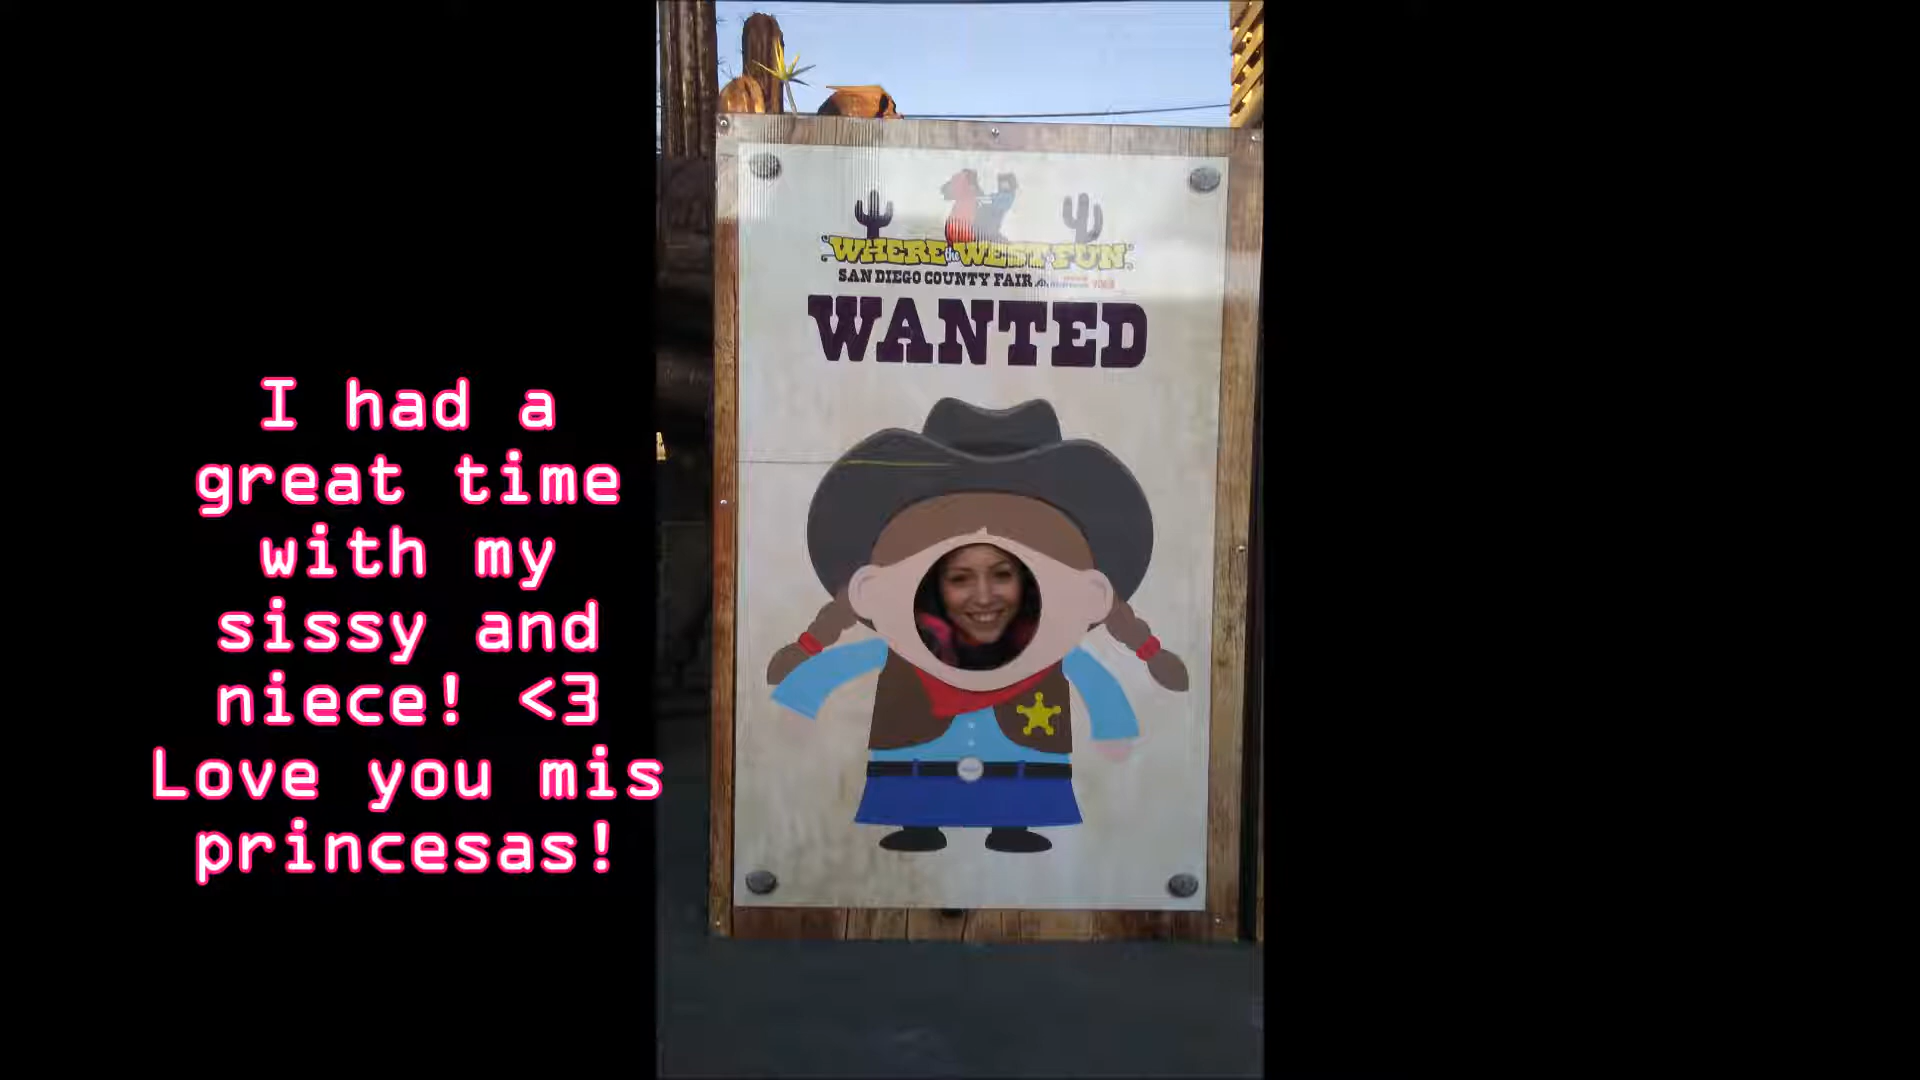 I had a
great time
with my
sissy and
niece! <3
Love you mis
princesas!
WHERE the WEST is FUN
SAN DIEGO COUNTY FAIR
WANTED